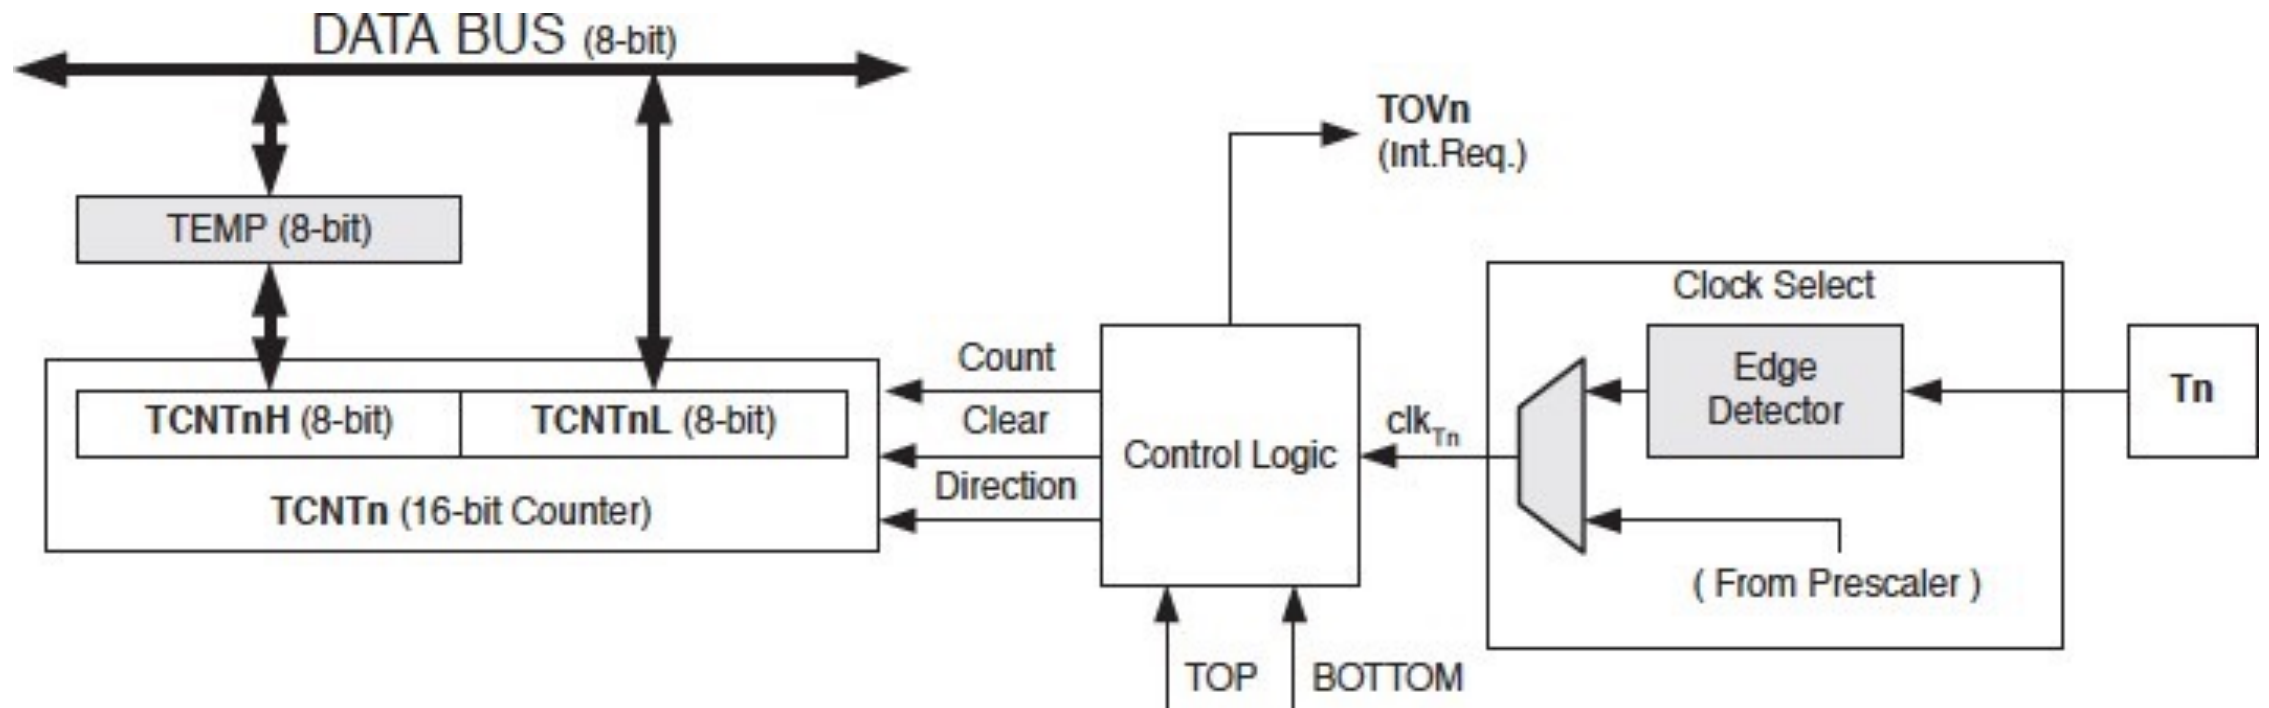 DATA BUS (8-bit)
TOVn
(Int.Req.)
TEMP (8-bit)
Clock Select
Count
Edge
Detector
Tn
TCNTnH (8-bit)
TCNTnL (8-bit)
Clear
clkTn
Control Logic
Direction
TCNTn (16-bit Counter)
( From Prescaler )
TOP
BOTTOM